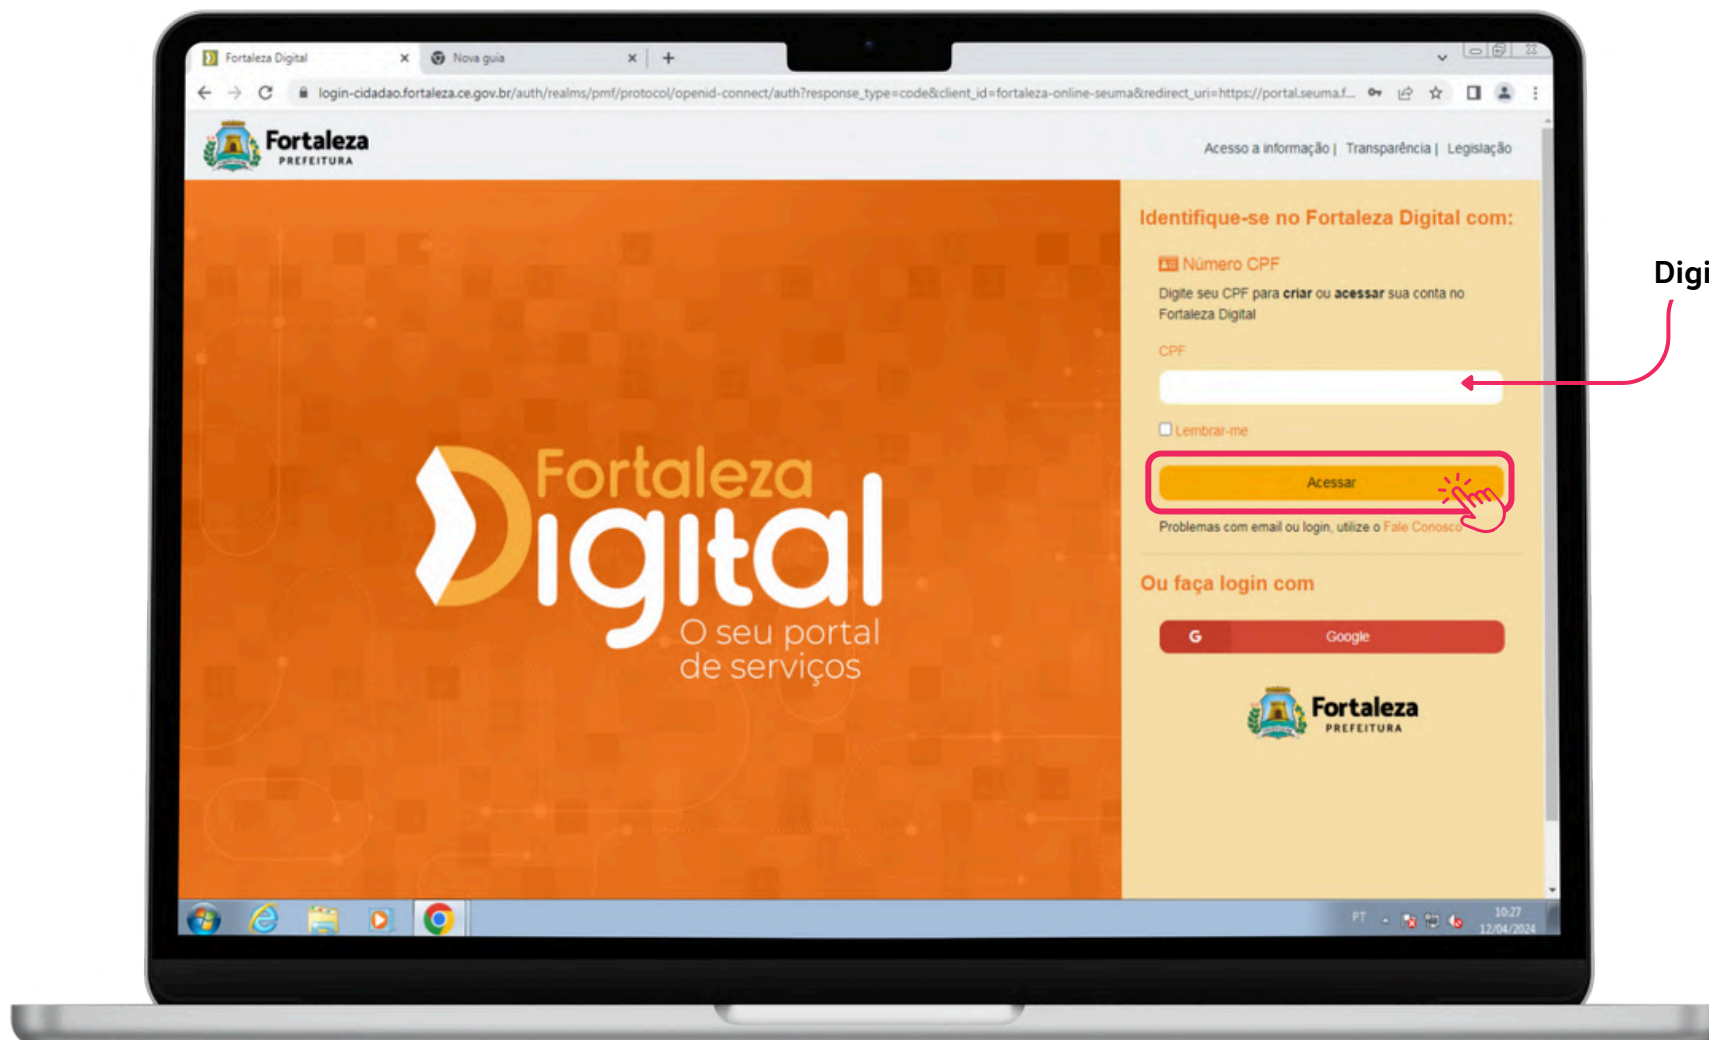 Fortaleza Digital
Nova guia
login-cidadao.fortaleza.ce.gov.br/auth/realms/pmf/protocol/openid-connect/auth?response_type=code&client_id=fortaleza-online-seuma&redirect_uri=https://portal.seuma.f...
Fortaleza
PREFEITURA
Acesso a informação | Transparência | Legislação
Identifique-se no Fortaleza Digital com:
Número CPF
Digite seu CPF para criar ou acessar sua conta no
Fortaleza Digital
CPF
Lembrar-me
Acessar
Problemas com email ou login, utilize o Fale Conosco
Ou faça login com
G Google
Fortaleza
PREFEITURA
Digi
Fortaleza
Digital
O seu portal
de serviços
PT
10:27
12/04/2024